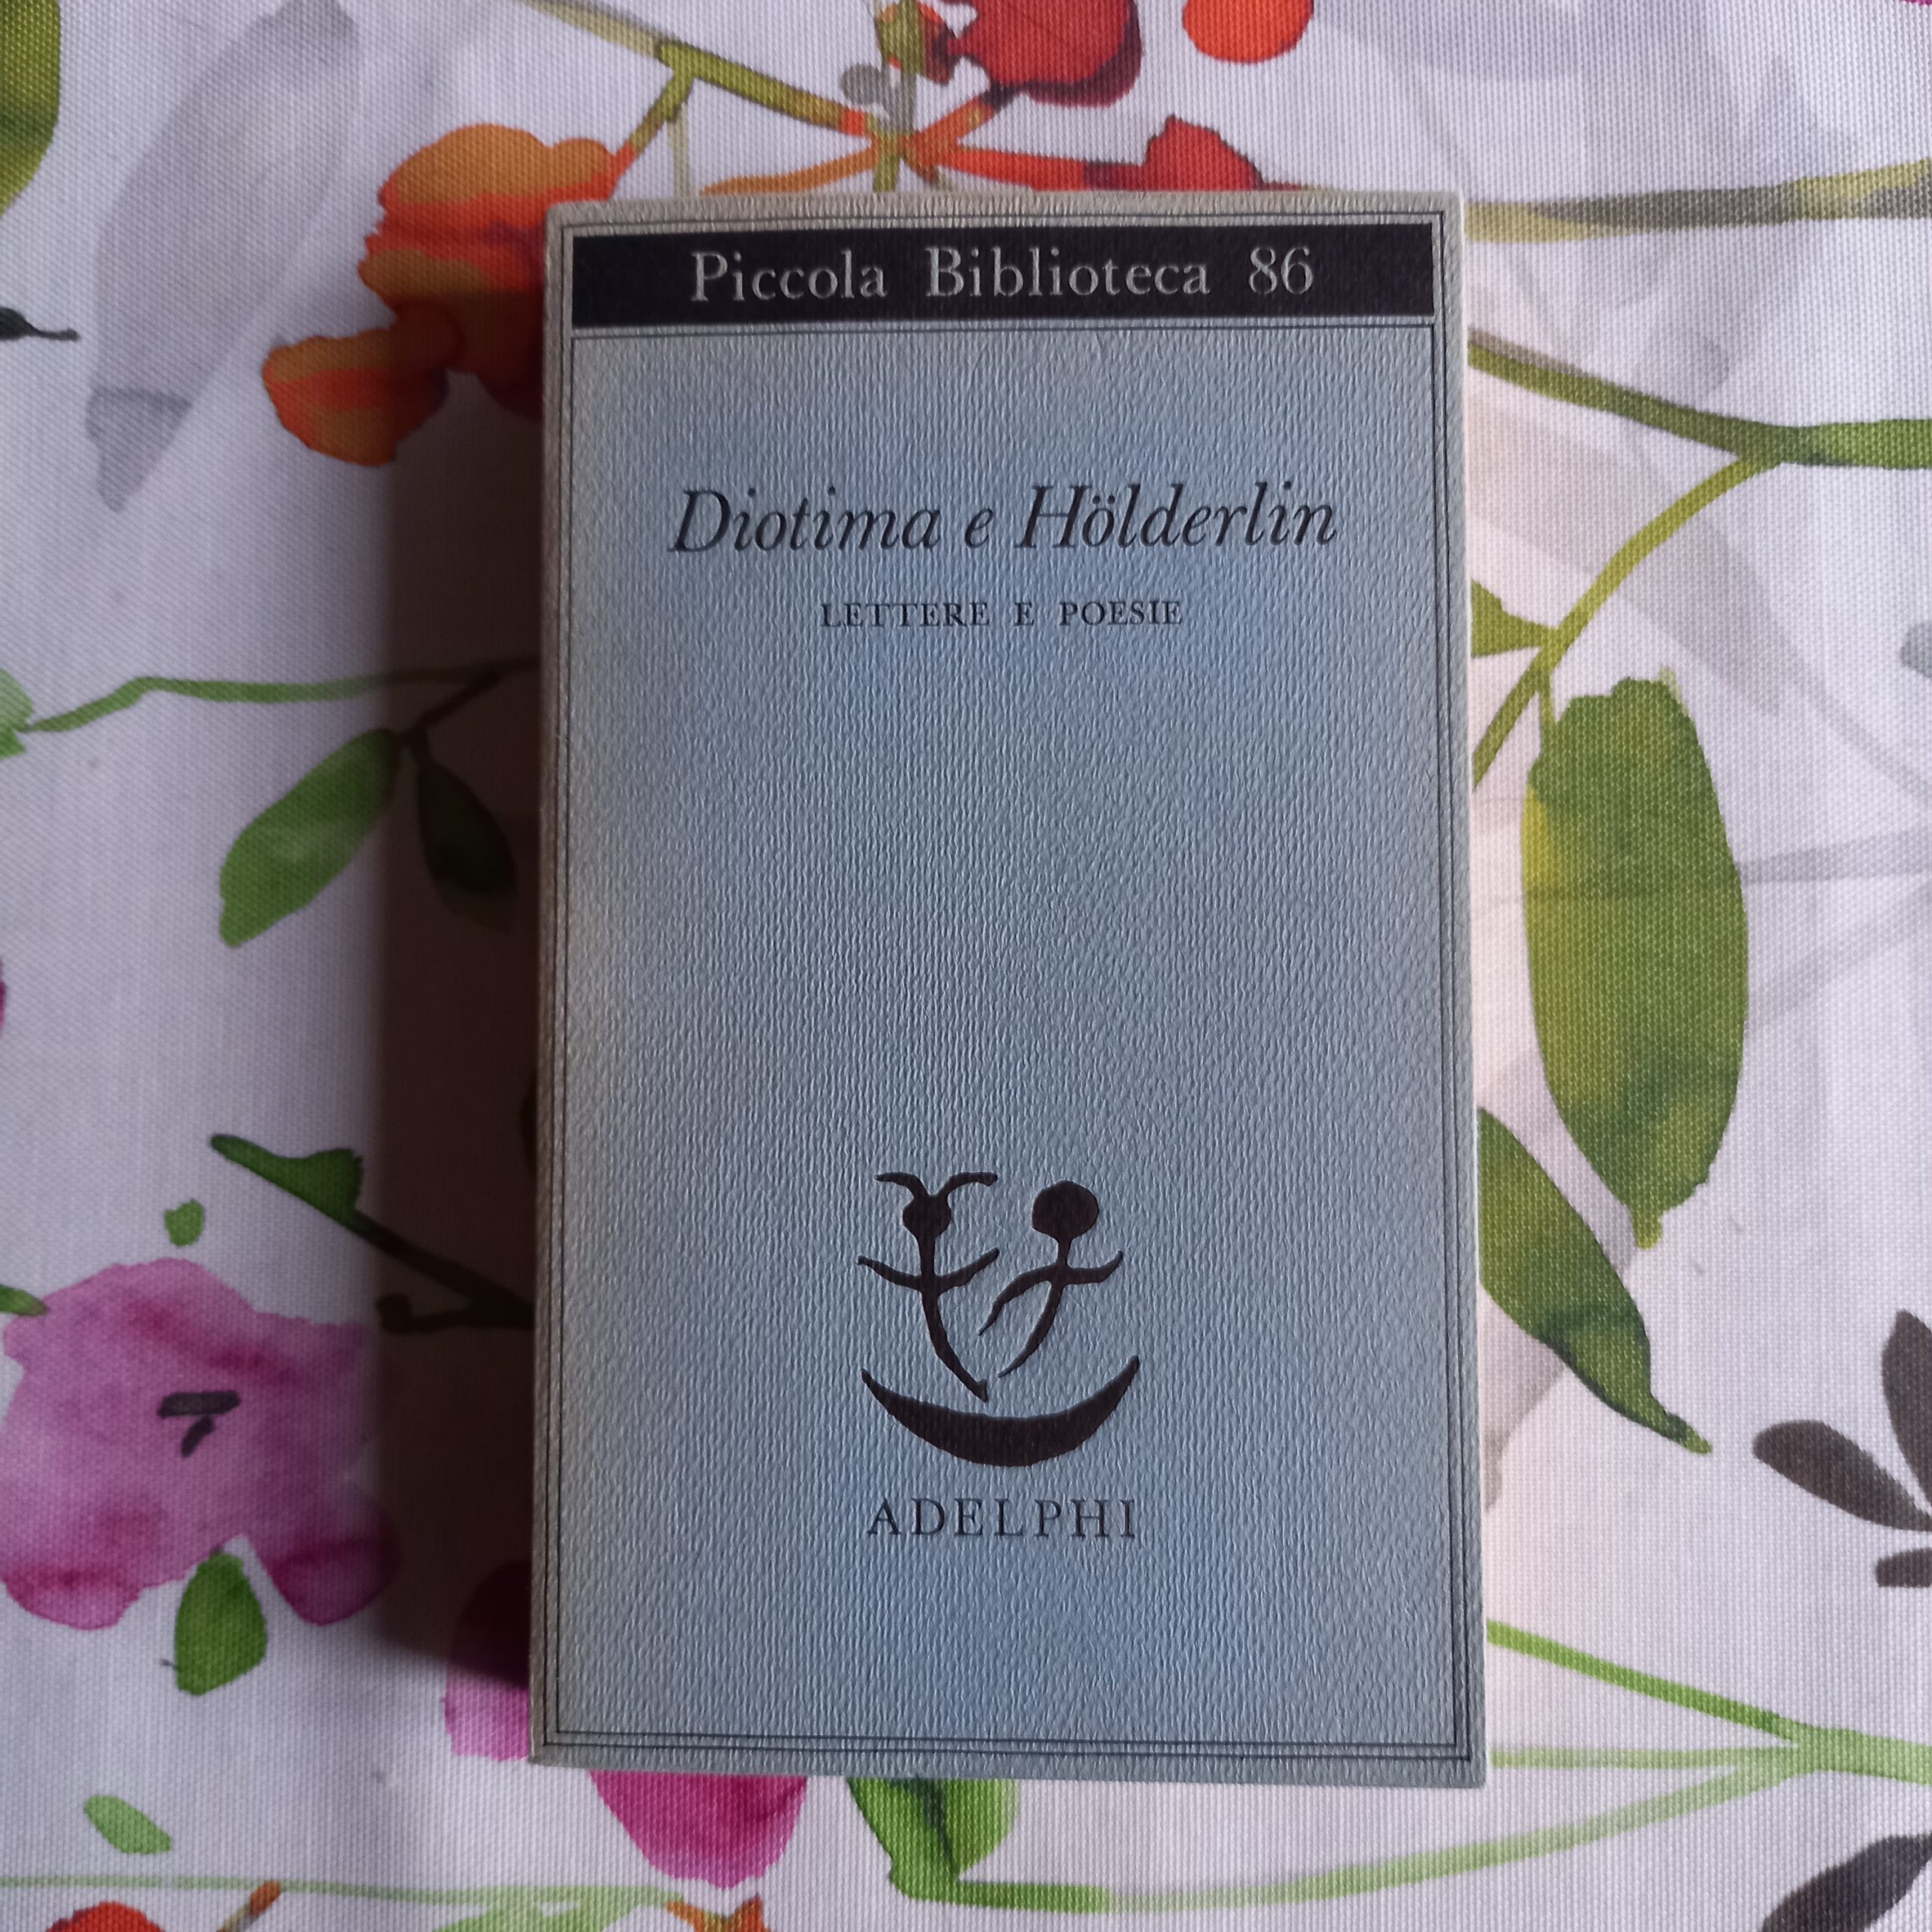 Piccola Biblioteca 86
Diotima e Hölderlin
LETTERE E POESIE
ADELPHI